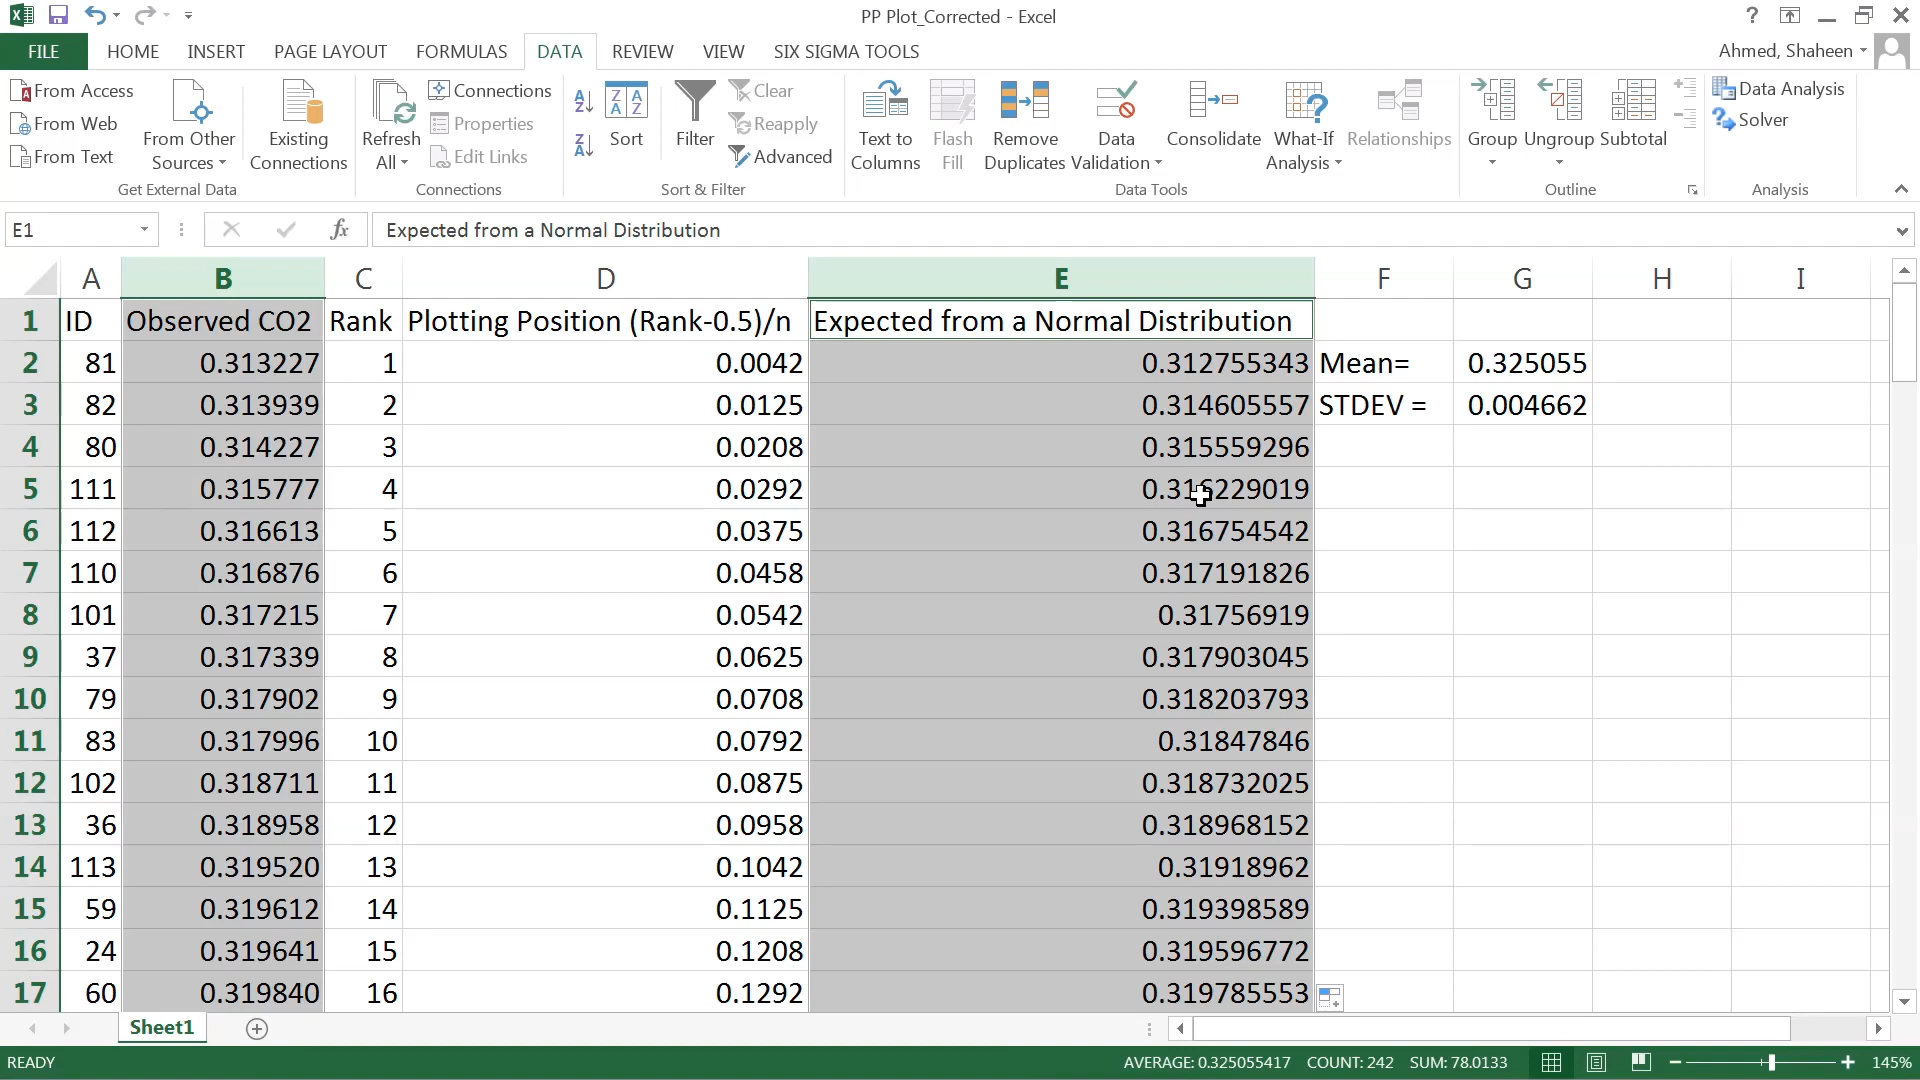 PP Plot_Corrected - Excel
FILE HOME INSERT PAGE LAYOUT FORMULAS DATA REVIEW VIEW SIX SIGMA TOOLS Ahmed, Shaheen
From Access
From Web
From Text
From Other Sources
Existing Connections
Get External Data
Refresh All
Connections
Properties
Edit Links
Connections
Sort
Filter
Clear
Reapply
Advanced
Sort & Filter
Text to Columns
Flash Fill
Remove Duplicates
Data Validation
Consolidate
What-If Analysis
Relationships
Data Tools
Group
Ungroup
Subtotal
Outline
Data Analysis
Solver
Analysis
E1 fx Expected from a Normal Distribution
A B C D E F G H I
1 ID Observed CO2 Rank Plotting Position (Rank-0.5)/n Expected from a Normal Distribution
2 81 0.313227 1 0.0042 0.312755343 Mean= 0.325055
3 82 0.313939 2 0.0125 0.314605557 STDEV = 0.004662
4 80 0.314227 3 0.0208 0.315559296
5 111 0.315777 4 0.0292 0.316229019
6 112 0.316613 5 0.0375 0.316754542
7 110 0.316876 6 0.0458 0.317191826
8 101 0.317215 7 0.0542 0.31756919
9 37 0.317339 8 0.0625 0.317903045
10 79 0.317902 9 0.0708 0.318203793
11 83 0.317996 10 0.0792 0.31847846
12 102 0.318711 11 0.0875 0.318732025
13 36 0.318958 12 0.0958 0.318968152
14 113 0.319520 13 0.1042 0.31918962
15 59 0.319612 14 0.1125 0.319398589
16 24 0.319641 15 0.1208 0.319596772
17 60 0.319840 16 0.1292 0.319785553
Sheet1
READY AVERAGE: 0.325055417 COUNT: 242 SUM: 78.0133 145%